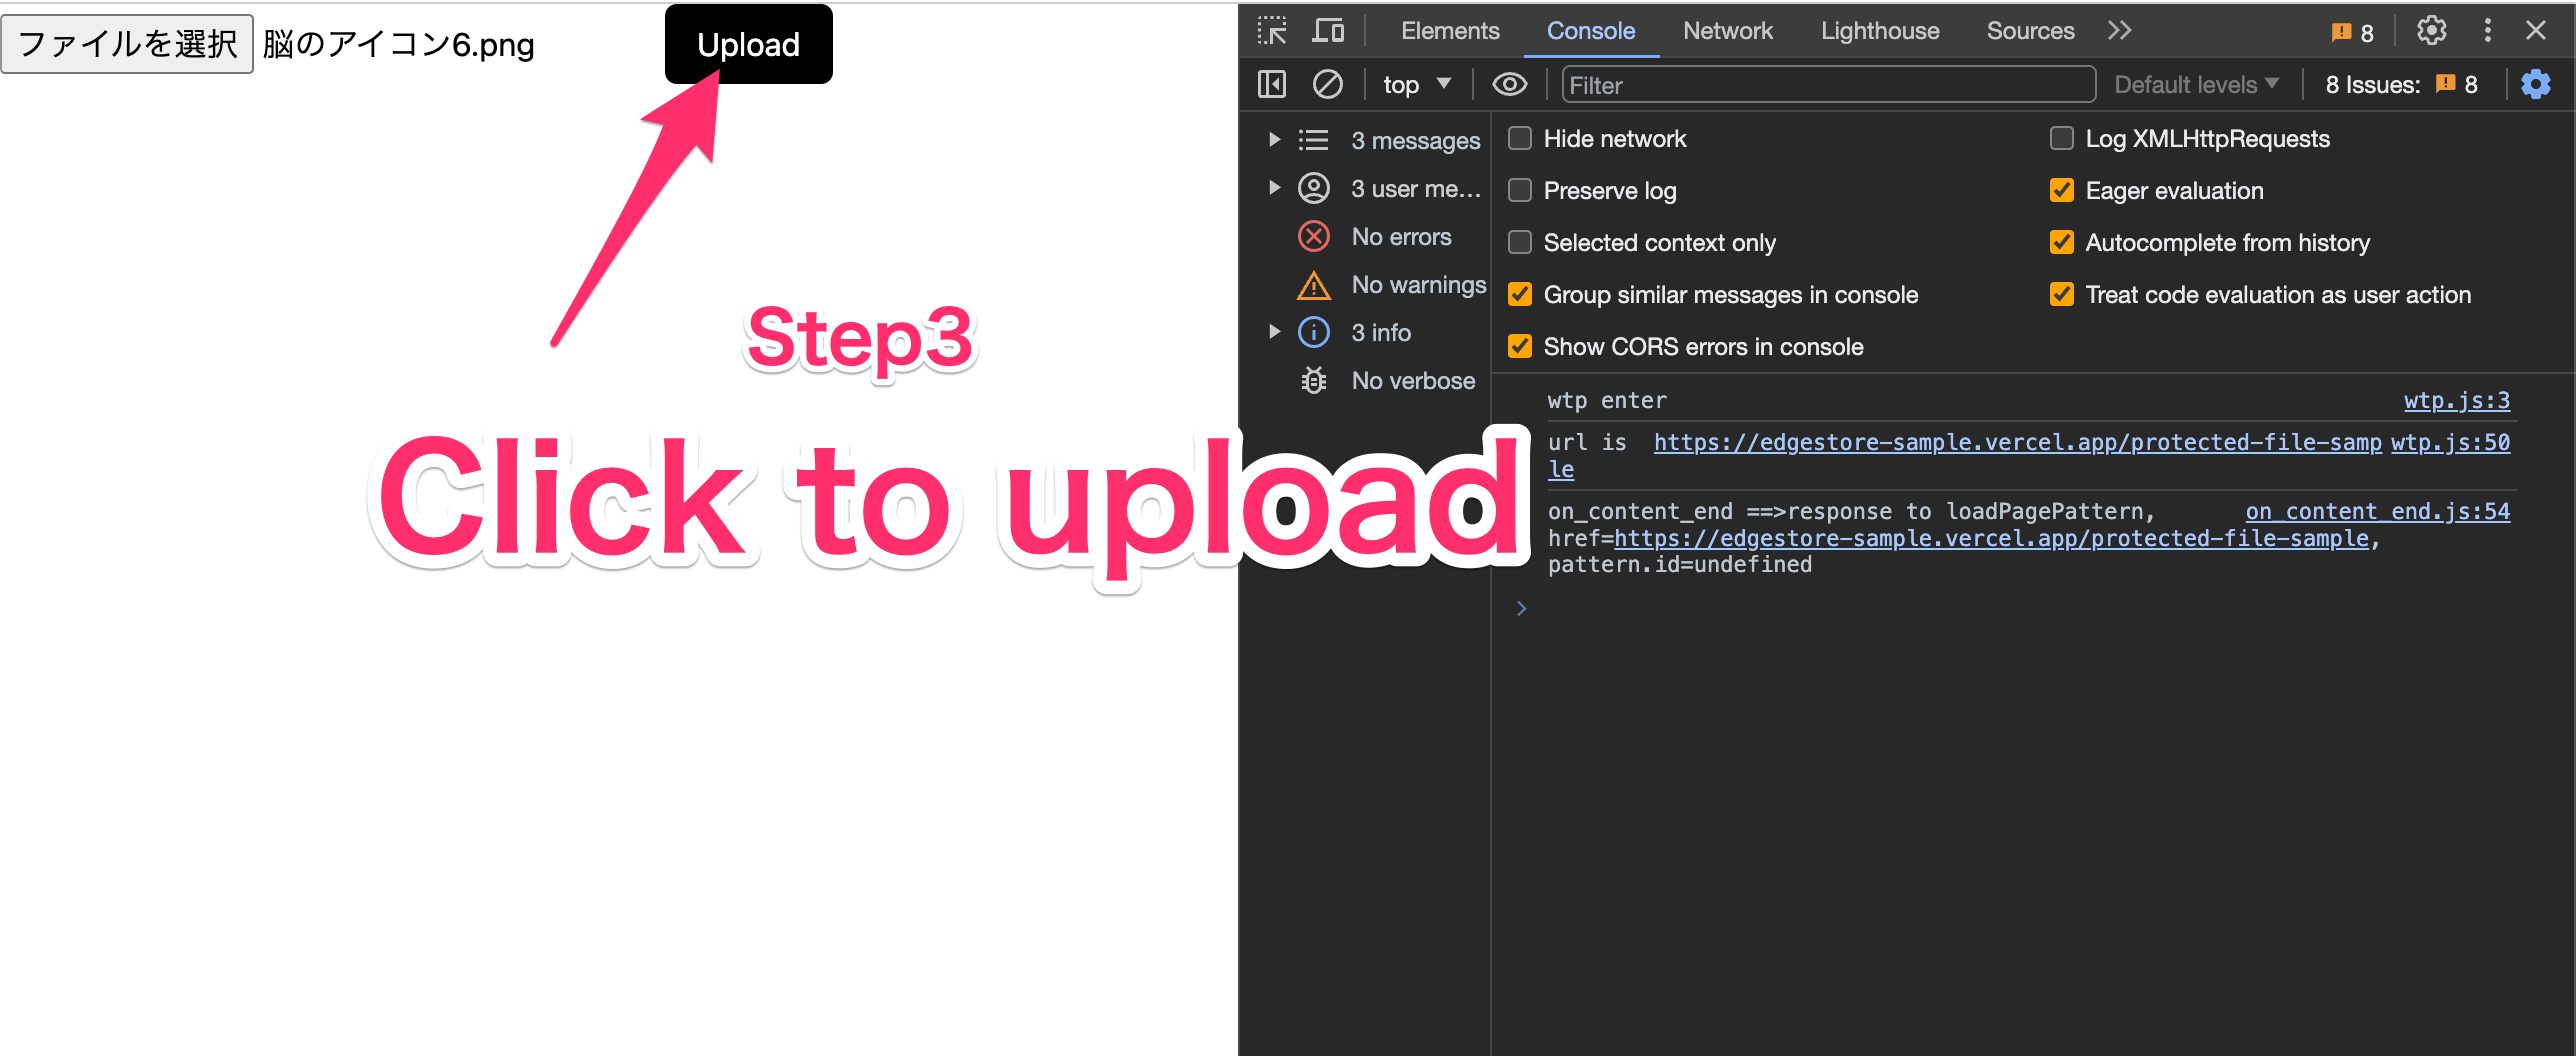 ファイルを選択 脳のアイコン6.png
Upload
Step3
Click to upload
Elements Console Network Lighthouse Sources 8
top Filter Default levels 8 Issues: 8
3 messages
3 user me...
No errors
No warnings
3 info
No verbose
Hide network Log XMLHttpRequests
Preserve log Eager evaluation
Selected context only Autocomplete from history
Group similar messages in console Treat code evaluation as user action
Show CORS errors in console
wtp enter wtp.js:3
url is https://edgestore-sample.vercel.app/protected-file-samp wtp.js:50
le
on_content_end ==>response to loadPagePattern, on_content_end.js:54
href=https://edgestore-sample.vercel.app/protected-file-sample,
pattern.id=undefined